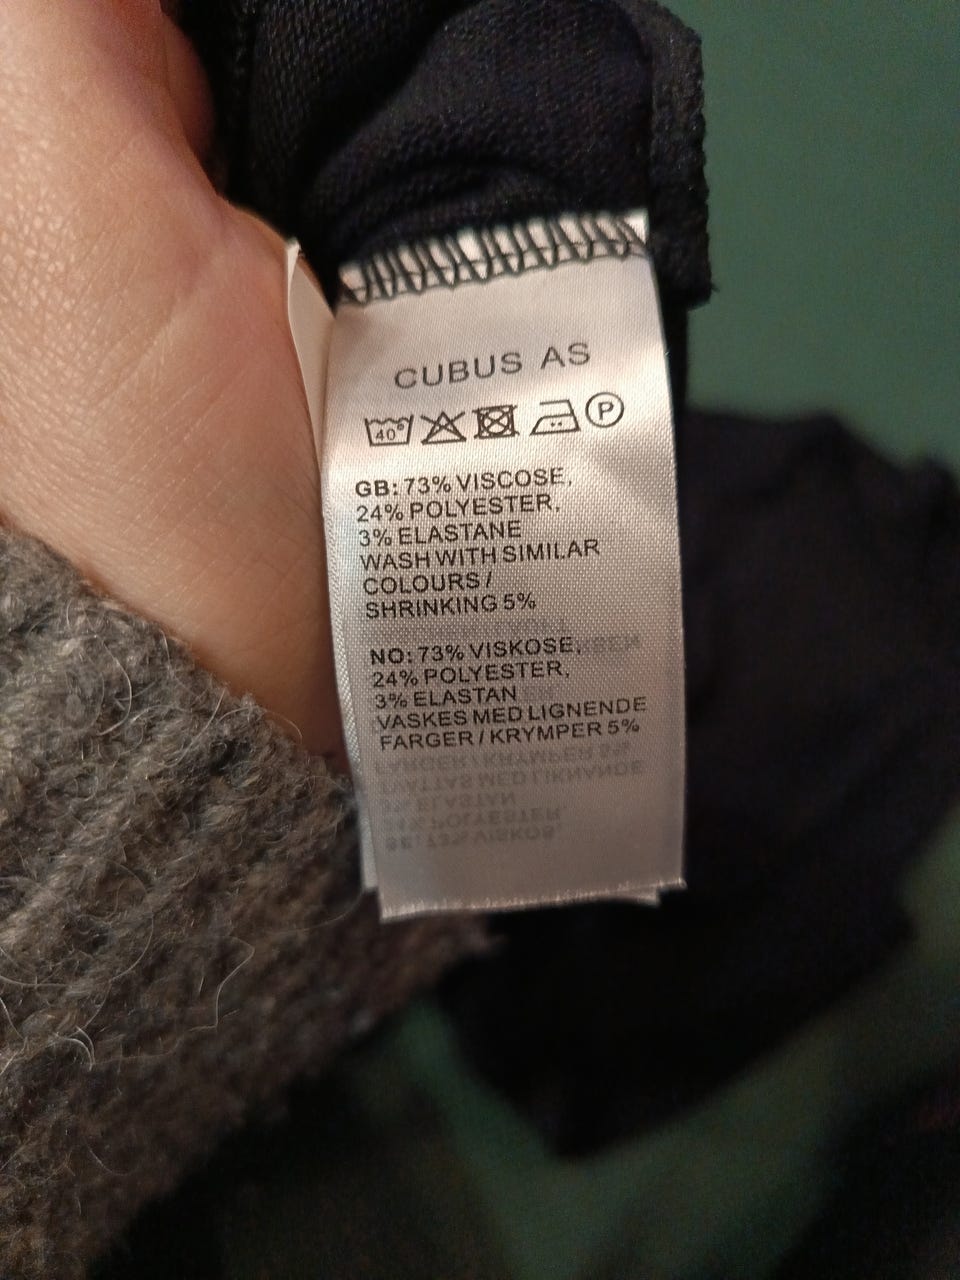 CUBUS AS
40°
P
GB: 73% VISCOSE,
24% POLYESTER,
3% ELASTANE
WASH WITH SIMILAR
COLOURS /
SHRINKING 5%
NO: 73% VISKOSE,
24% POLYESTER,
3% ELASTAN
VASKES MED LIGNENDE
FARGER / KRYMPER 5%